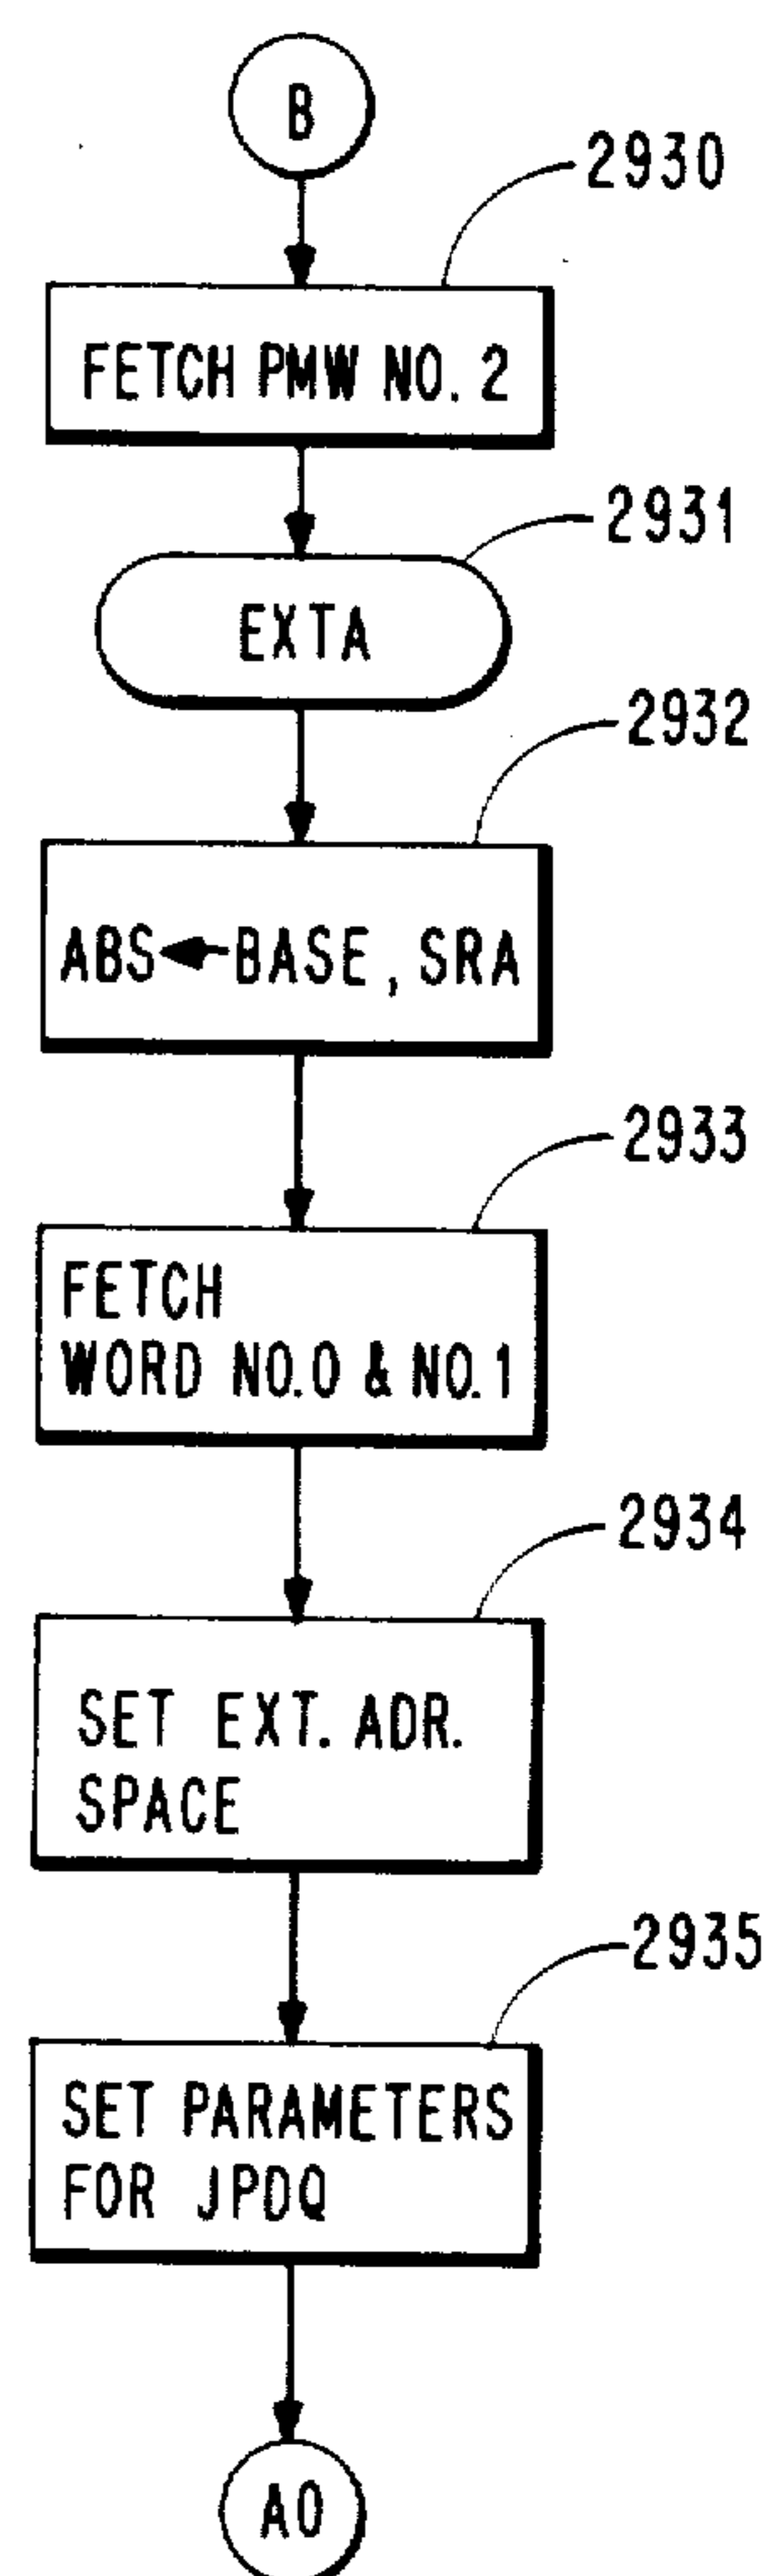 B
2930
FETCH PMW NO. 2
2931
EXTA
2932
ABS←BASE, SRA
2933
FETCH
WORD NO.0 & NO.1
2934
SET EXT. ADR.
SPACE
2935
SET PARAMETERS
FOR JPDQ
A0